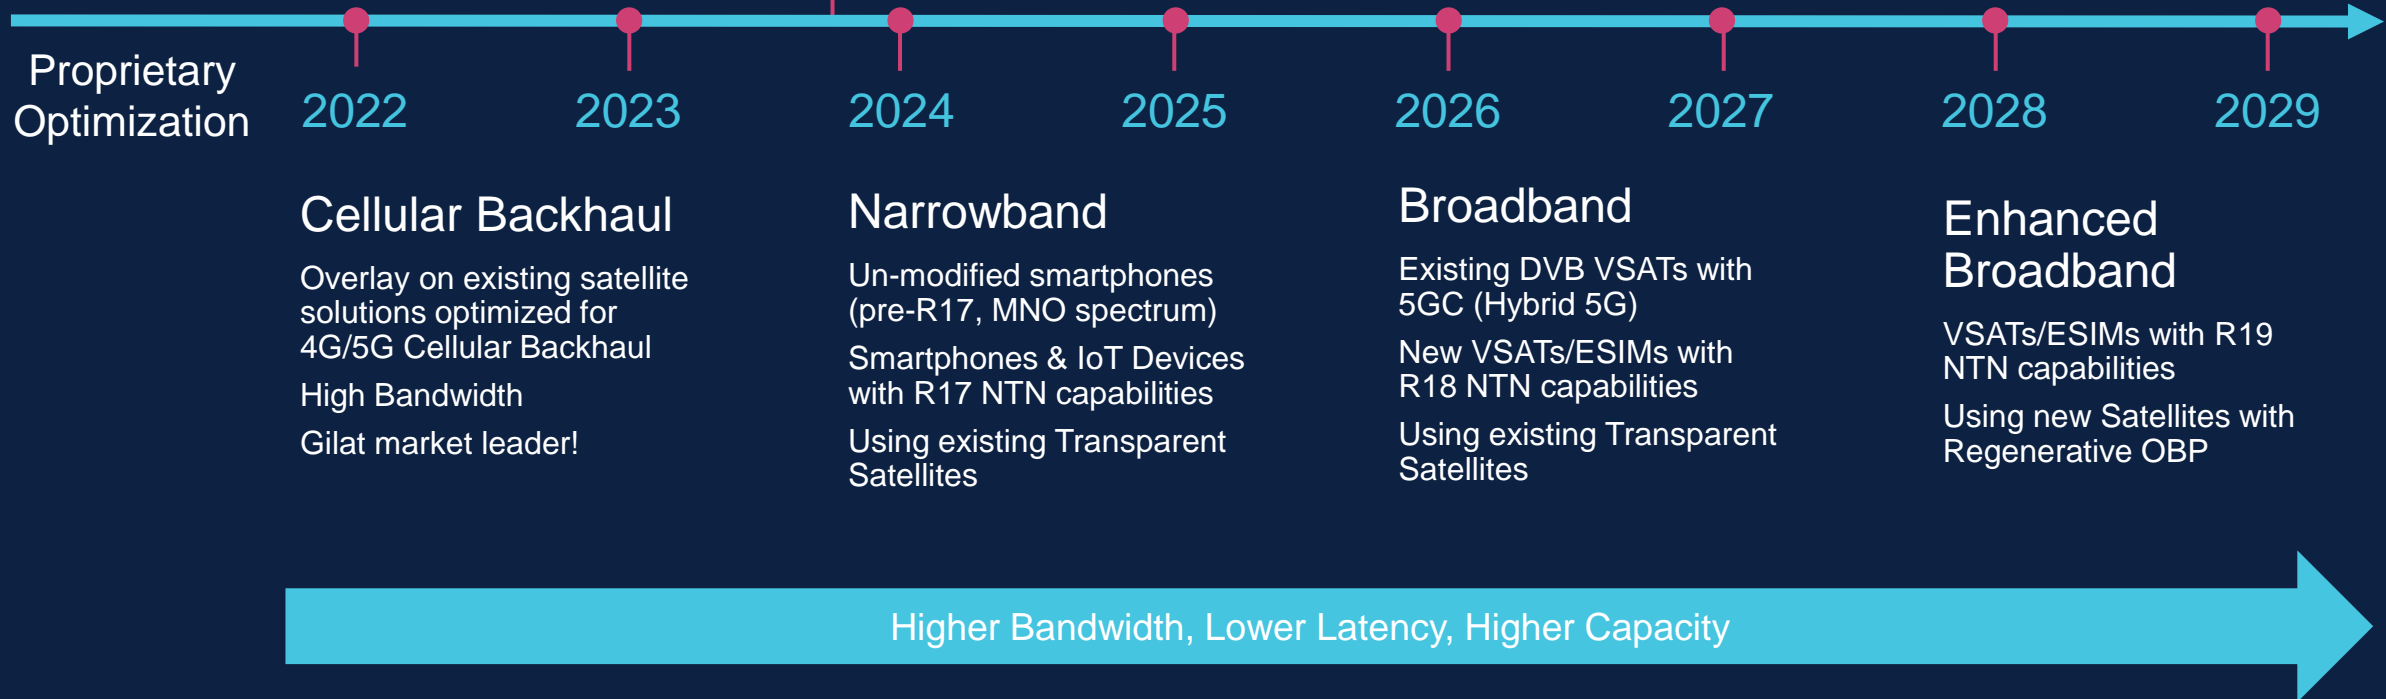 Proprietary
Optimization
2022
2023
2024
2025
2026
2027
2028
2029
Cellular Backhaul
Overlay on existing satellite
solutions optimized for
4G/5G Cellular Backhaul
High Bandwidth
Gilat market leader!
Narrowband
Un-modified smartphones
(pre-R17, MNO spectrum)
Smartphones & IoT Devices
with R17 NTN capabilities
Using existing Transparent
Satellites
Broadband
Existing DVB VSATs with
5GC (Hybrid 5G)
New VSATs/ESIMs with
R18 NTN capabilities
Using existing Transparent
Satellites
Enhanced
Broadband
VSATs/ESIMs with R19
NTN capabilities
Using new Satellites with
Regenerative OBP
Higher Bandwidth, Lower Latency, Higher Capacity